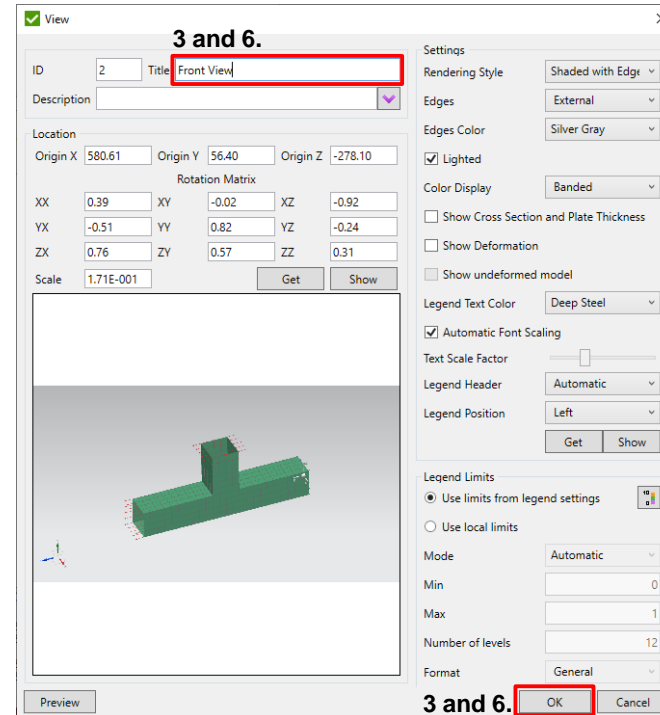 View
3 and 6.
ID 2 Title Front View
Description
Location
Origin X 580.61 Origin Y 56.40 Origin Z -278.10
Rotation Matrix
XX 0.39 XY -0.02 XZ -0.92
YX -0.51 YY 0.82 YZ -0.24
ZX 0.76 ZY 0.57 ZZ 0.31
Scale 1.71E-001 Get Show
Preview
Settings
Rendering Style Shaded with Edge
Edges External
Edges Color Silver Gray
Lighted
Color Display Banded
Show Cross Section and Plate Thickness
Show Deformation
Show undeformed model
Legend Text Color Deep Steel
Automatic Font Scaling
Text Scale Factor
Legend Header Automatic
Legend Position Left
Get Show
Legend Limits
Use limits from legend settings
Use local limits
Mode Automatic
Min 0
Max 1
Number of levels 12
Format General
3 and 6. OK Cancel